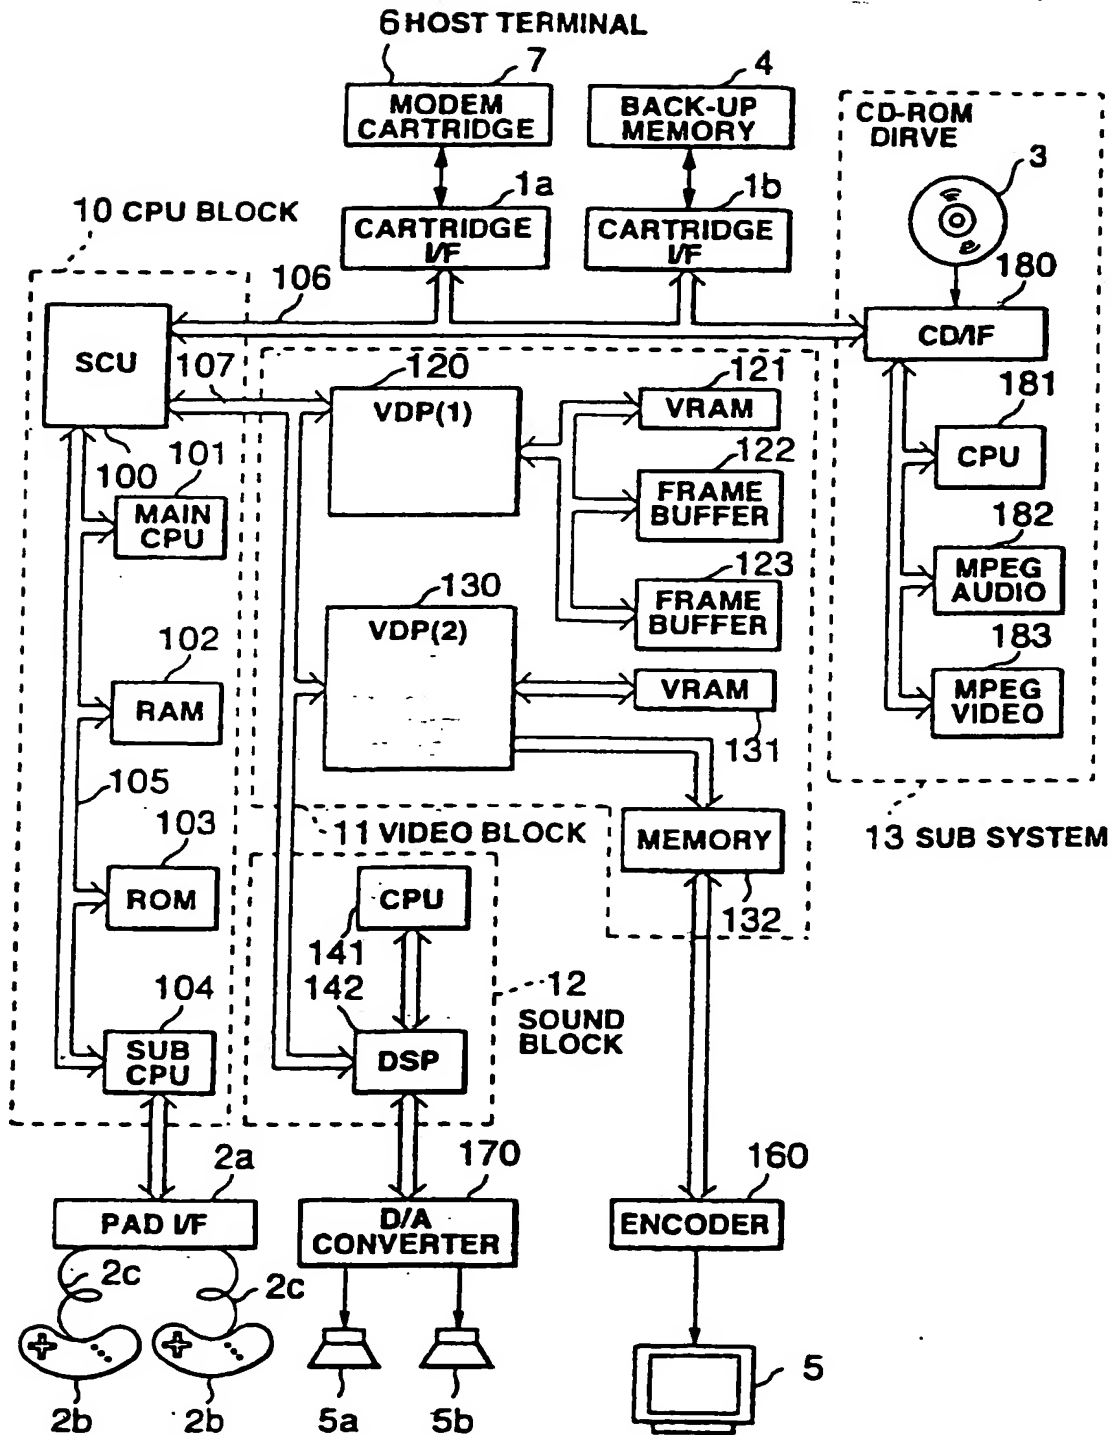 6 HOST TERMINAL
7
4
MODEM
CARTRIDGE
BACK-UP
MEMORY
CD-ROM
DIRVE
3
1a
1b
10 CPU BLOCK
CARTRIDGE
I/F
CARTRIDGE
I/F
106
180
SCU
CD/IF
107
120
121
VDP(1)
VRAM
181
100
101
122
CPU
MAIN
CPU
FRAME
BUFFER
182
123
MPEG
AUDIO
130
FRAME
BUFFER
VDP(2)
183
102
VRAM
MPEG
VIDEO
RAM
131
105
103
11 VIDEO BLOCK
MEMORY
13 SUB SYSTEM
ROM
CPU
132
141
104
142
12
SOUND
BLOCK
SUB
CPU
DSP
2a
170
160
PAD I/F
D/A
CONVERTER
ENCODER
2c
2c
5
2b
2b
5a
5b